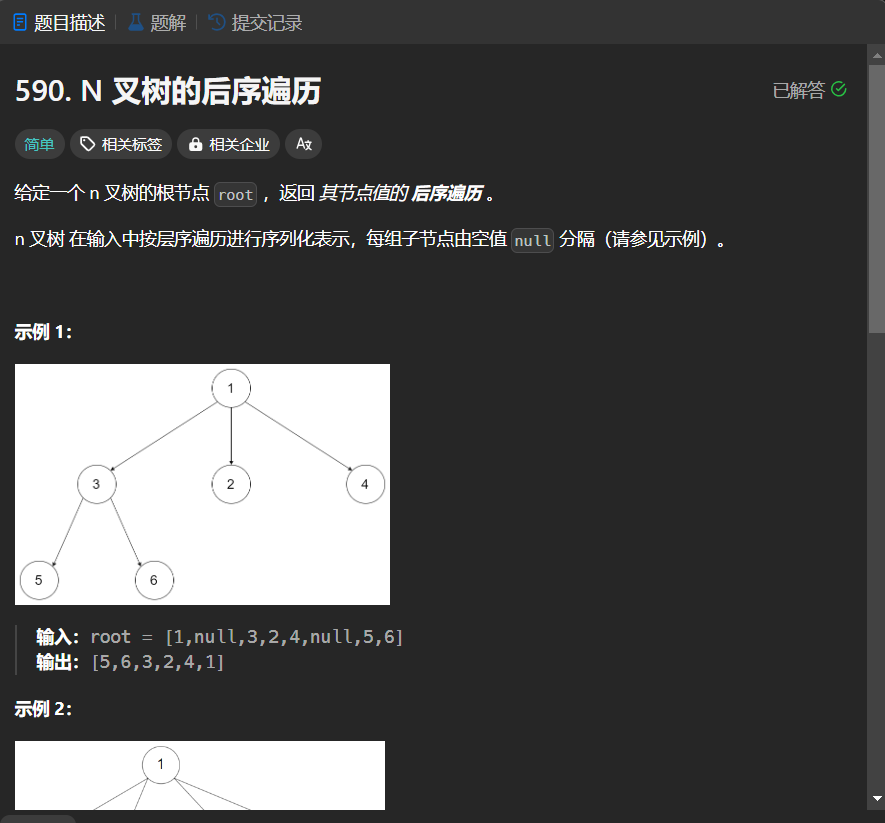 题目描述 题解 提交记录
590. N 叉树的后序遍历 已解答
简单 相关标签 相关企业 Ax
给定一个 n 叉树的根节点 root ，返回 其节点值的 后序遍历 。
n 叉树 在输入中按层序遍历进行序列化表示，每组子节点由空值 null 分隔（请参见示例）。
示例 1：
1
3 2 4
5 6
输入：root = [1,null,3,2,4,null,5,6]
输出：[5,6,3,2,4,1]
示例 2：
1